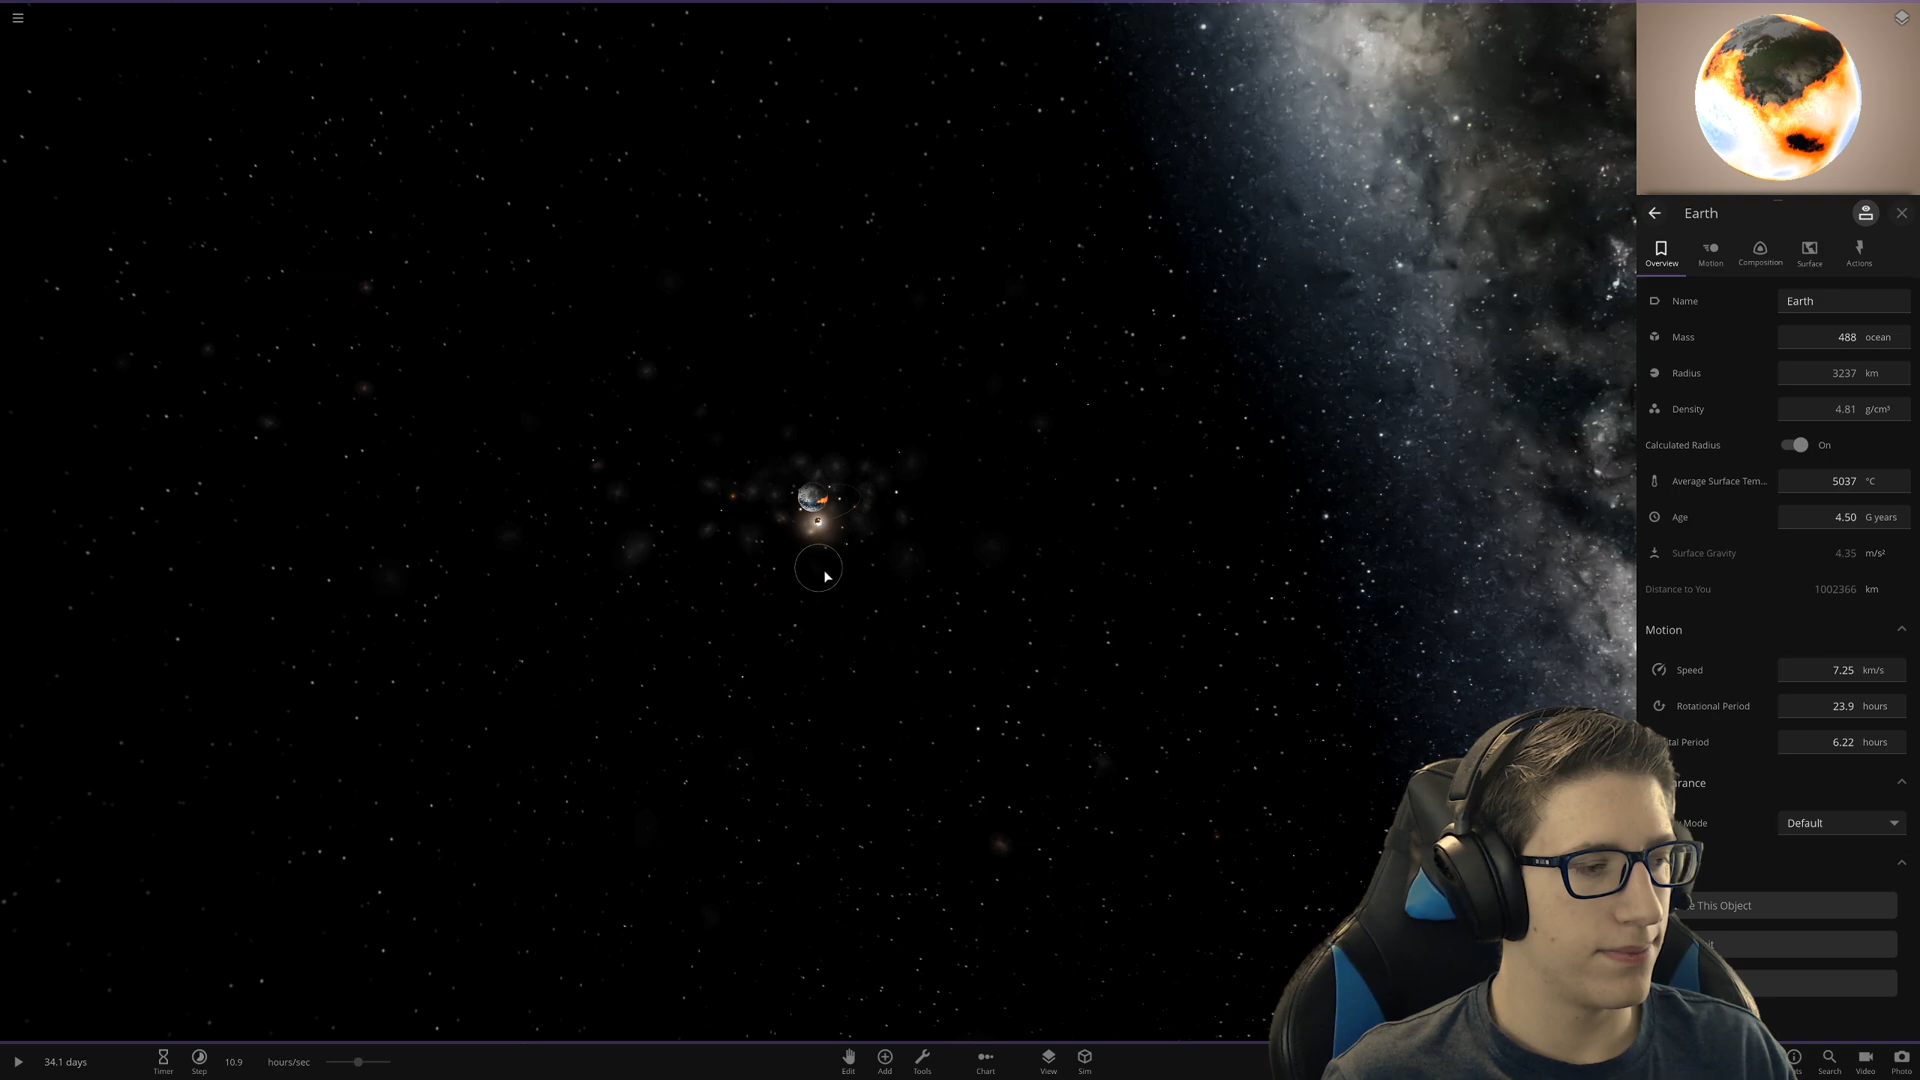 Earth
Overview
Motion
Composition
Surface
Actions
Name Earth
Mass 488 ocean
Radius 3237 km
Density 4.81 g/cm³
Calculated Radius On
Average Surface Tem... 5037 °C
Age 4.50 G years
Surface Gravity 4.35 m/s²
Distance to You 1002366 km
Motion
Speed 7.25 km/s
Rotational Period 23.9 hours
Period 6.22 hours
Mode Default
This Object
34.1 days
Timer
Step
10.9 hours/sec
Edit
Add
Tools
Chart
View
Sim
Search
Video
Photo